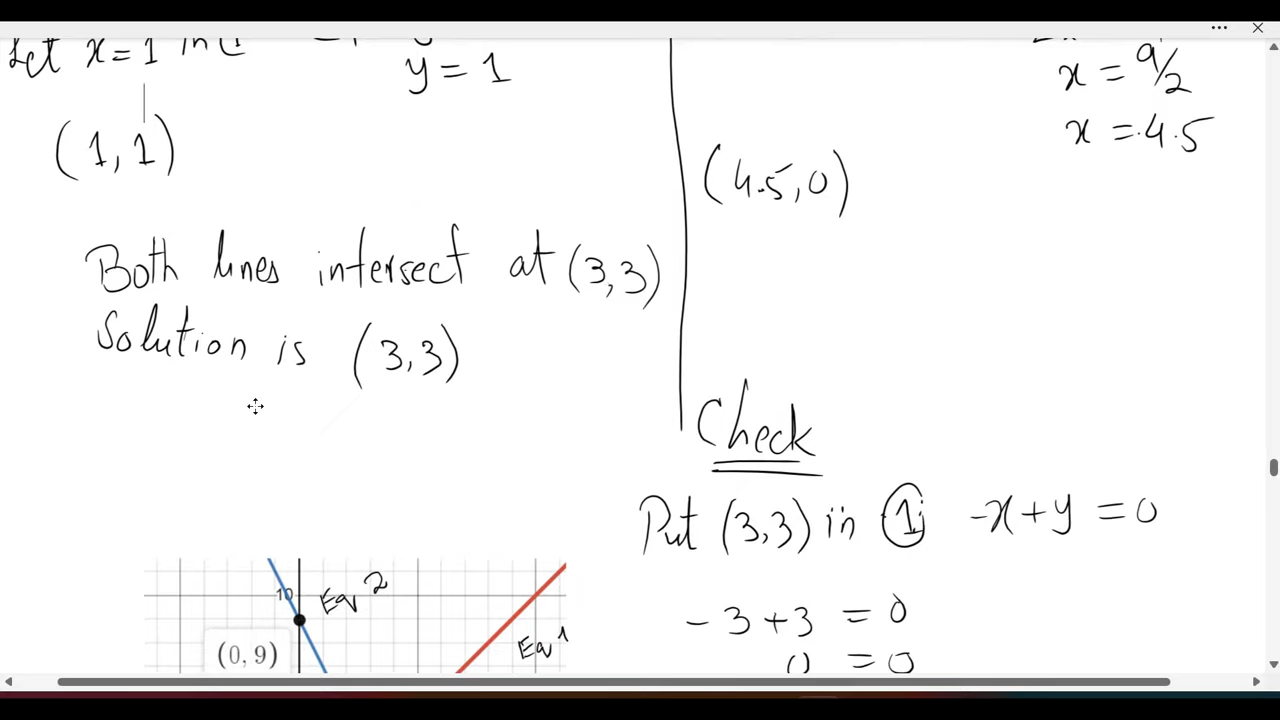 Let x = 1 in ①
y = 1
(1, 1)
Both lines intersect at (3, 3)
Solution is (3, 3)
x = 9/2
x = 4.5
(4.5, 0)
Check
Put (3, 3) in ①; -x + y = 0
-3 + 3 = 0
0 = 0
10
Eq 2
(0, 9)
Eq 1